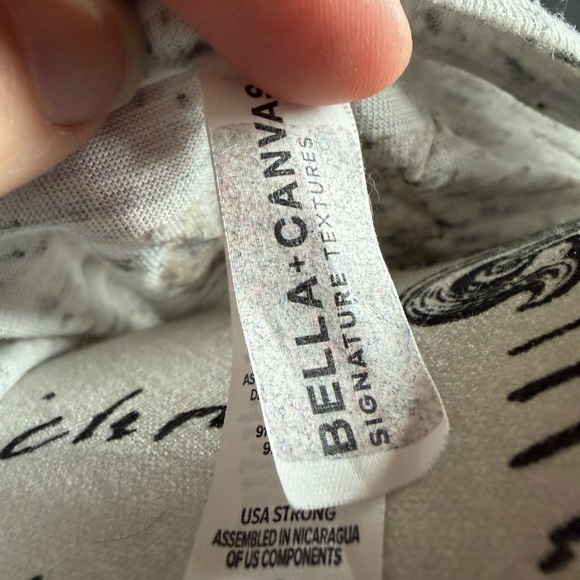 BELLA+CANVAS
SIGNATURE TEXTURES
USA STRONG
ASSEMBLED IN NICARAGUA
OF US COMPONENTS